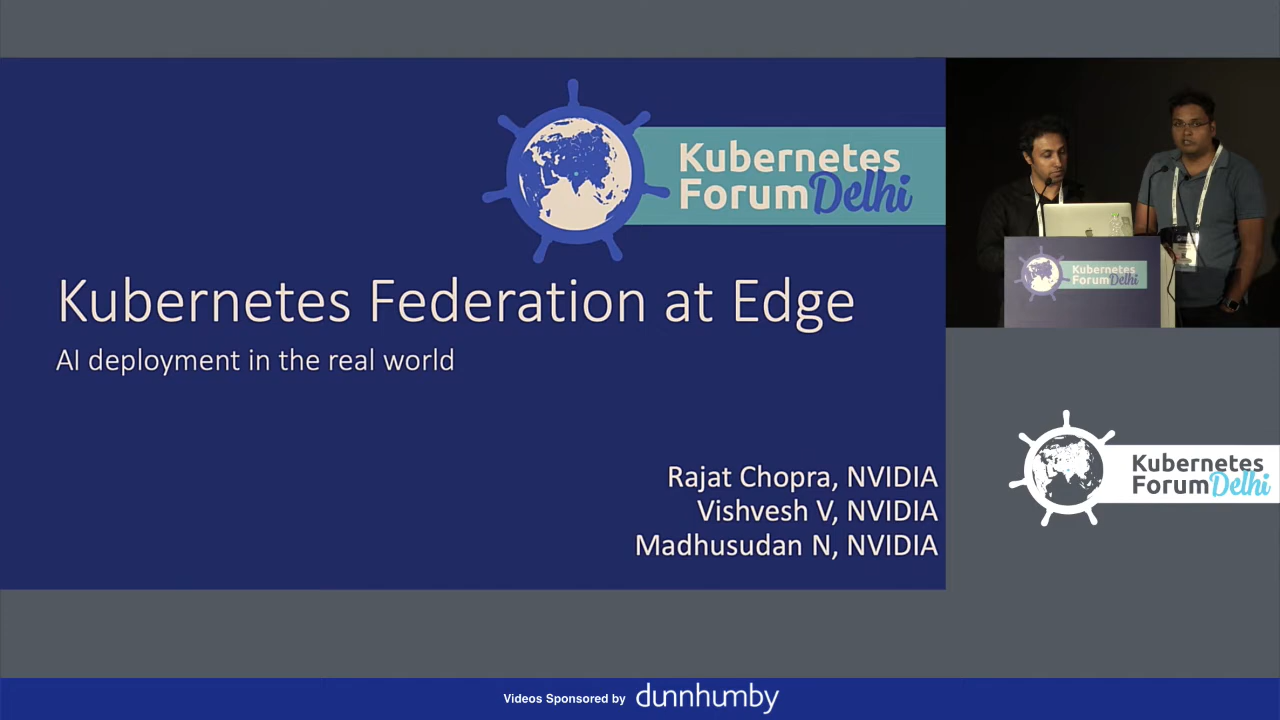 Kubernetes
Forum Delhi
Kubernetes Federation at Edge
AI deployment in the real world
Rajat Chopra, NVIDIA
Vishvesh V, NVIDIA
Madhusudan N, NVIDIA
Kubernetes
Forum Delhi
Kubernetes
Forum Delhi
Videos Sponsored by dunnhumby